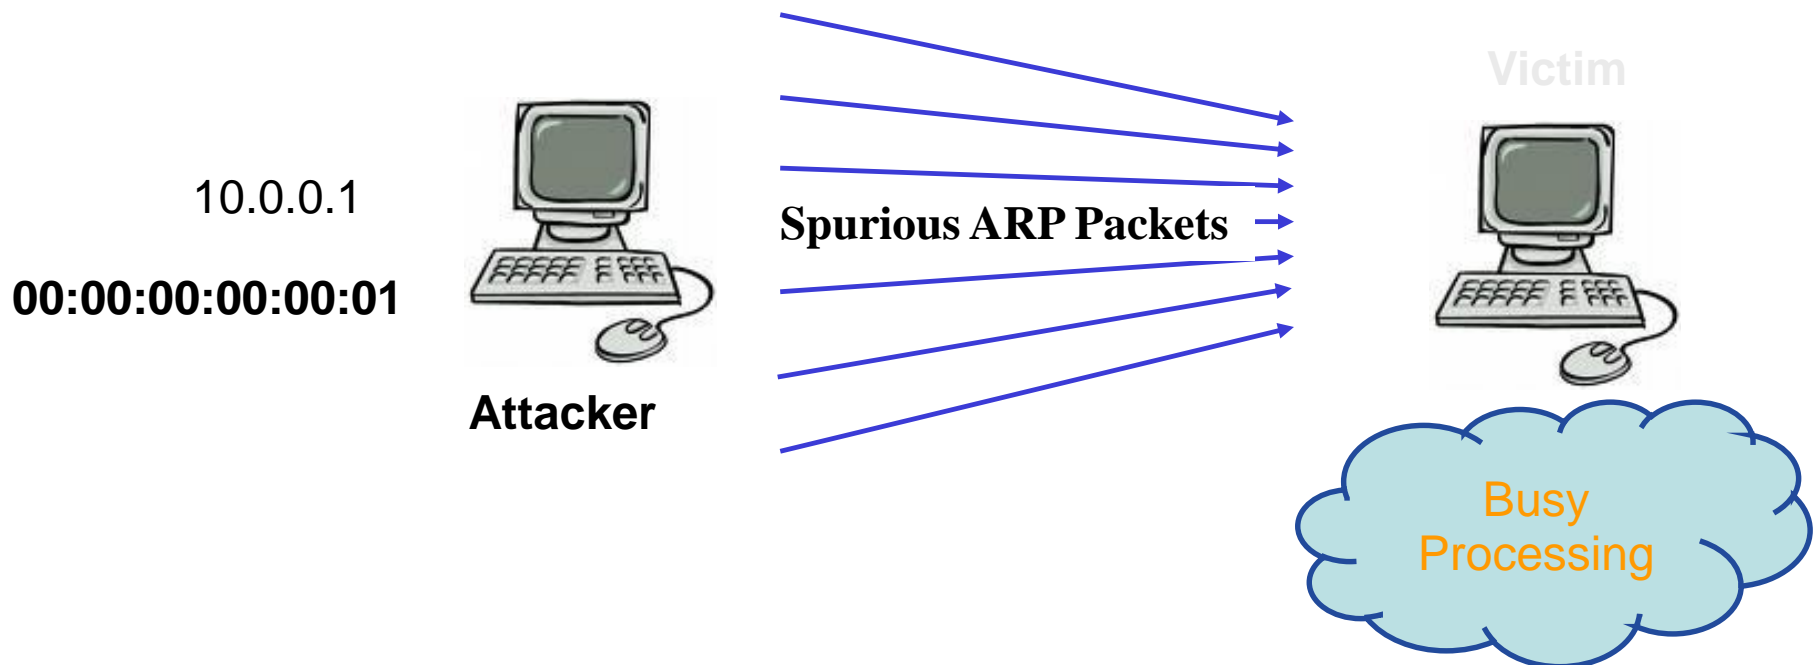 Victim
10.0.0.1
Spurious ARP Packets
00:00:00:00:00:01
Attacker
Busy
Processing